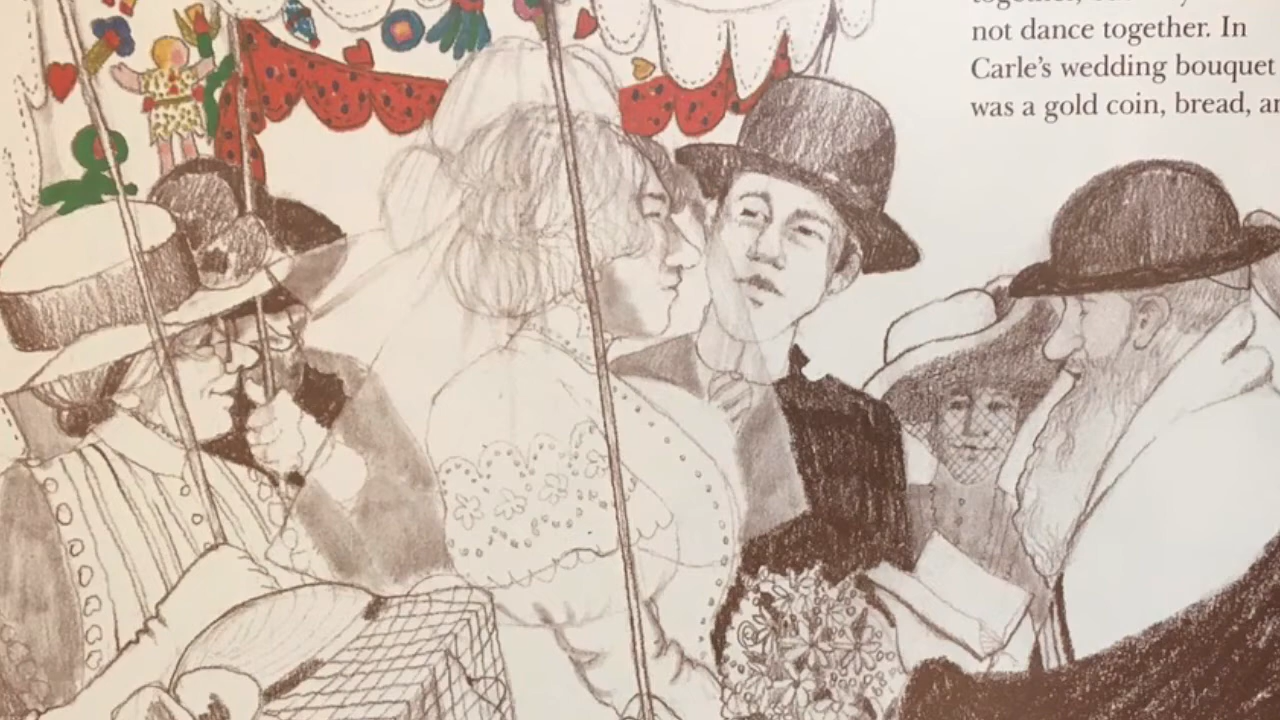 not dance together. In
Carle's wedding bouquet
was a gold coin, bread,